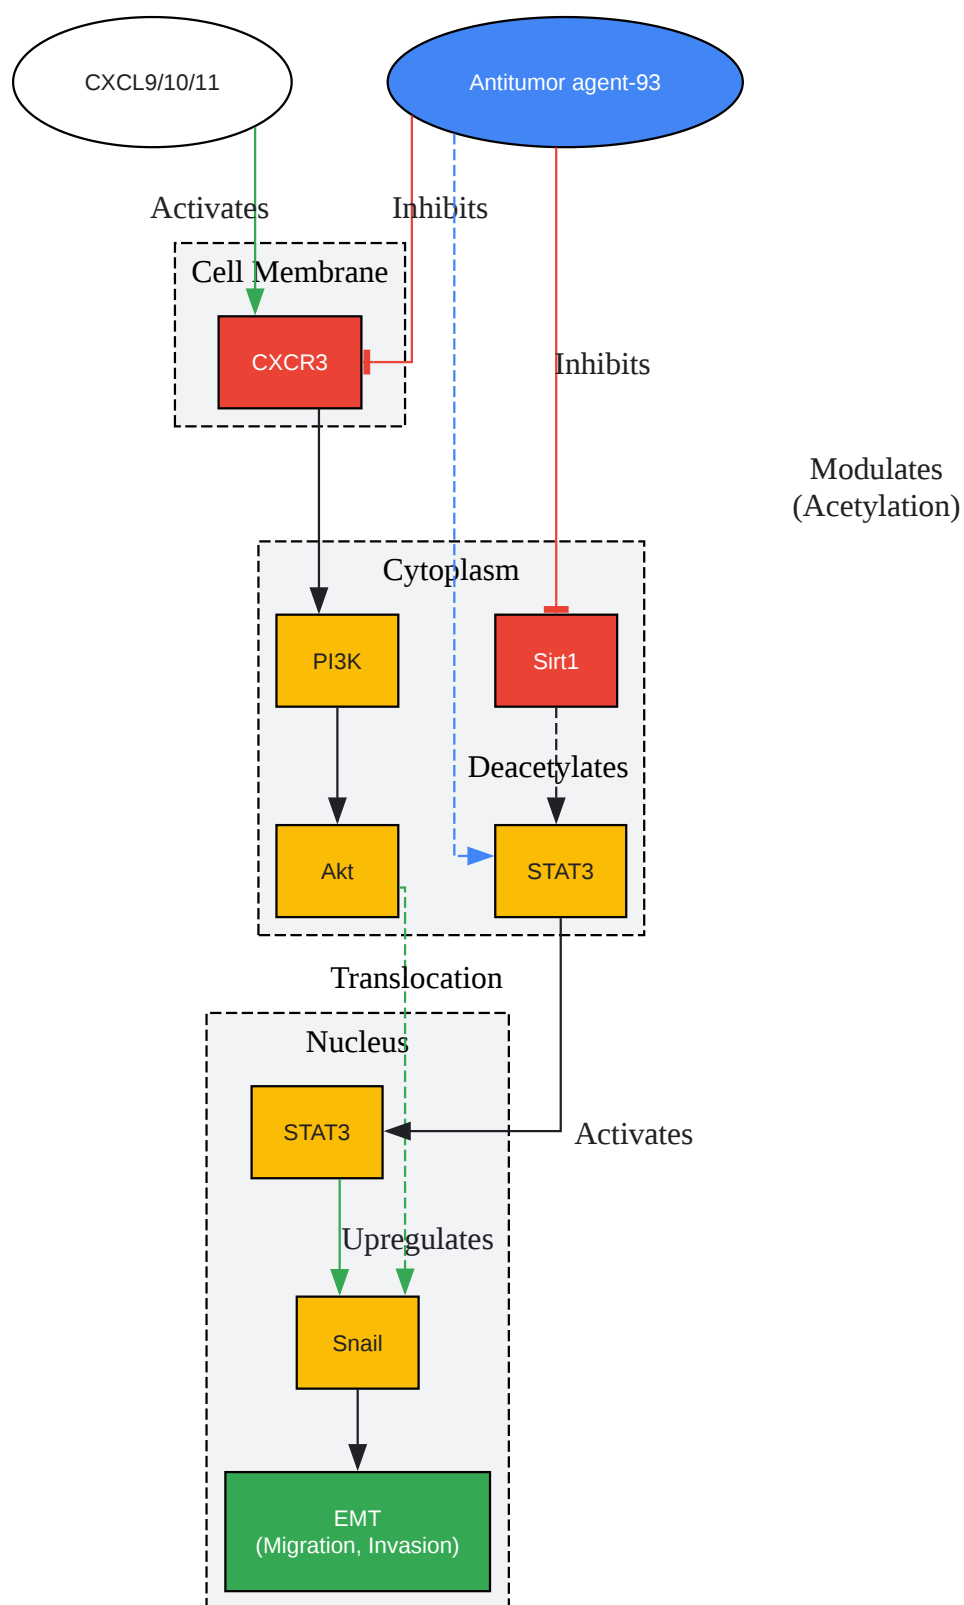 CXCL9/10/11
Antitumor agent-93
Activates
Inhibits
Cell Membrane
CXCR3
Inhibits
Modulates
(Acetylation)
Cytoplasm
PI3K
Sirt1
Deacetylates
Akt
STAT3
Translocation
Nucleus
STAT3
Activates
Upregulates
Snail
EMT
(Migration, Invasion)